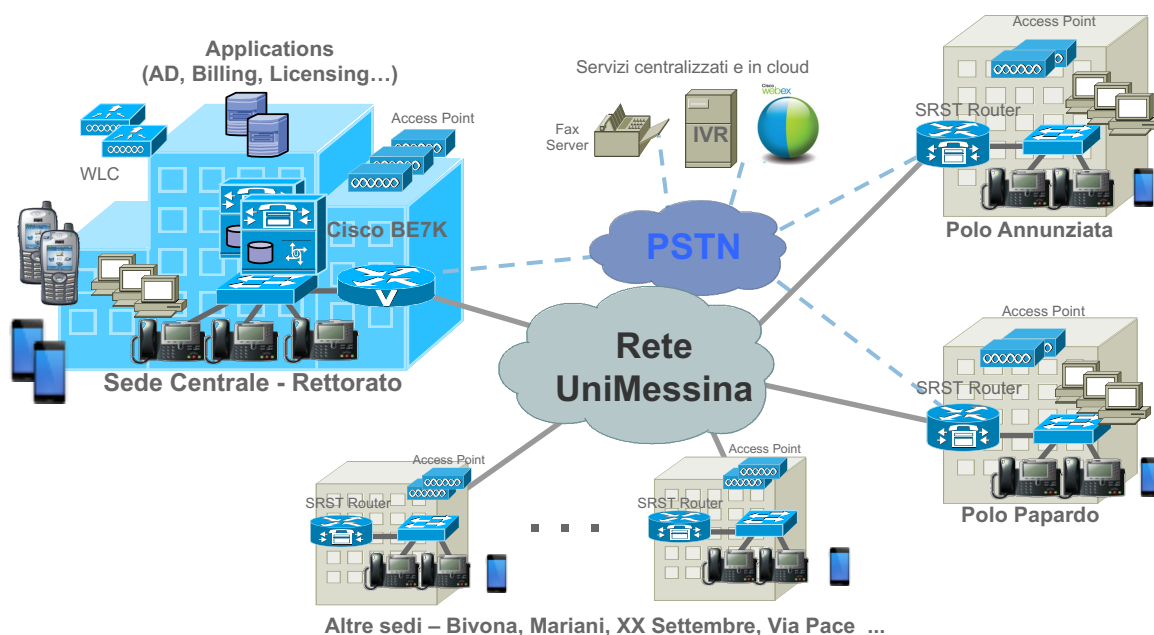 Applications
(AD, Billing, Licensing…)
WLC
Access Point
Cisco BE7K
V
Sede Centrale - Rettorato
Servizi centralizzati e in cloud
Fax
Server
IVR
Cisco
webex
PSTN
Rete
UniMessina
Access Point
SRST Router
Polo Annunziata
Access Point
SRST Router
Polo Papardo
Access Point
SRST Router
. . .
Access Point
SRST Router
Altre sedi – Bivona, Mariani, XX Settembre, Via Pace ...